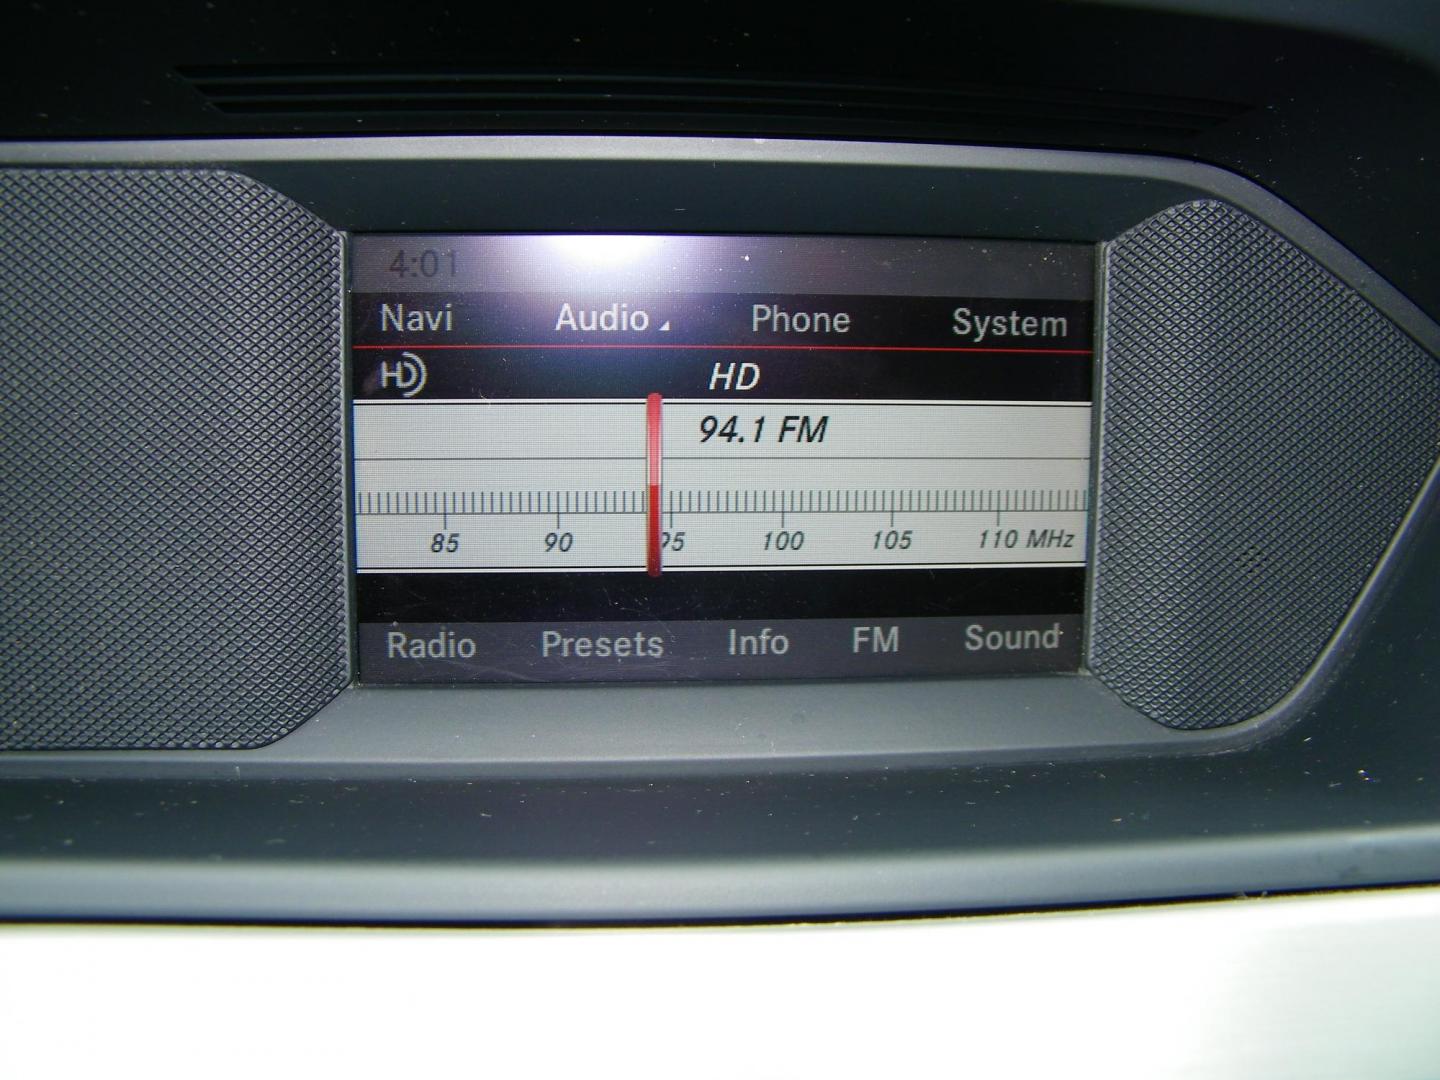 4:01
Navi Audio Phone System
HD HD
94.1 FM
85 90 95 100 105 110 MHz
Radio Presets Info FM Sound